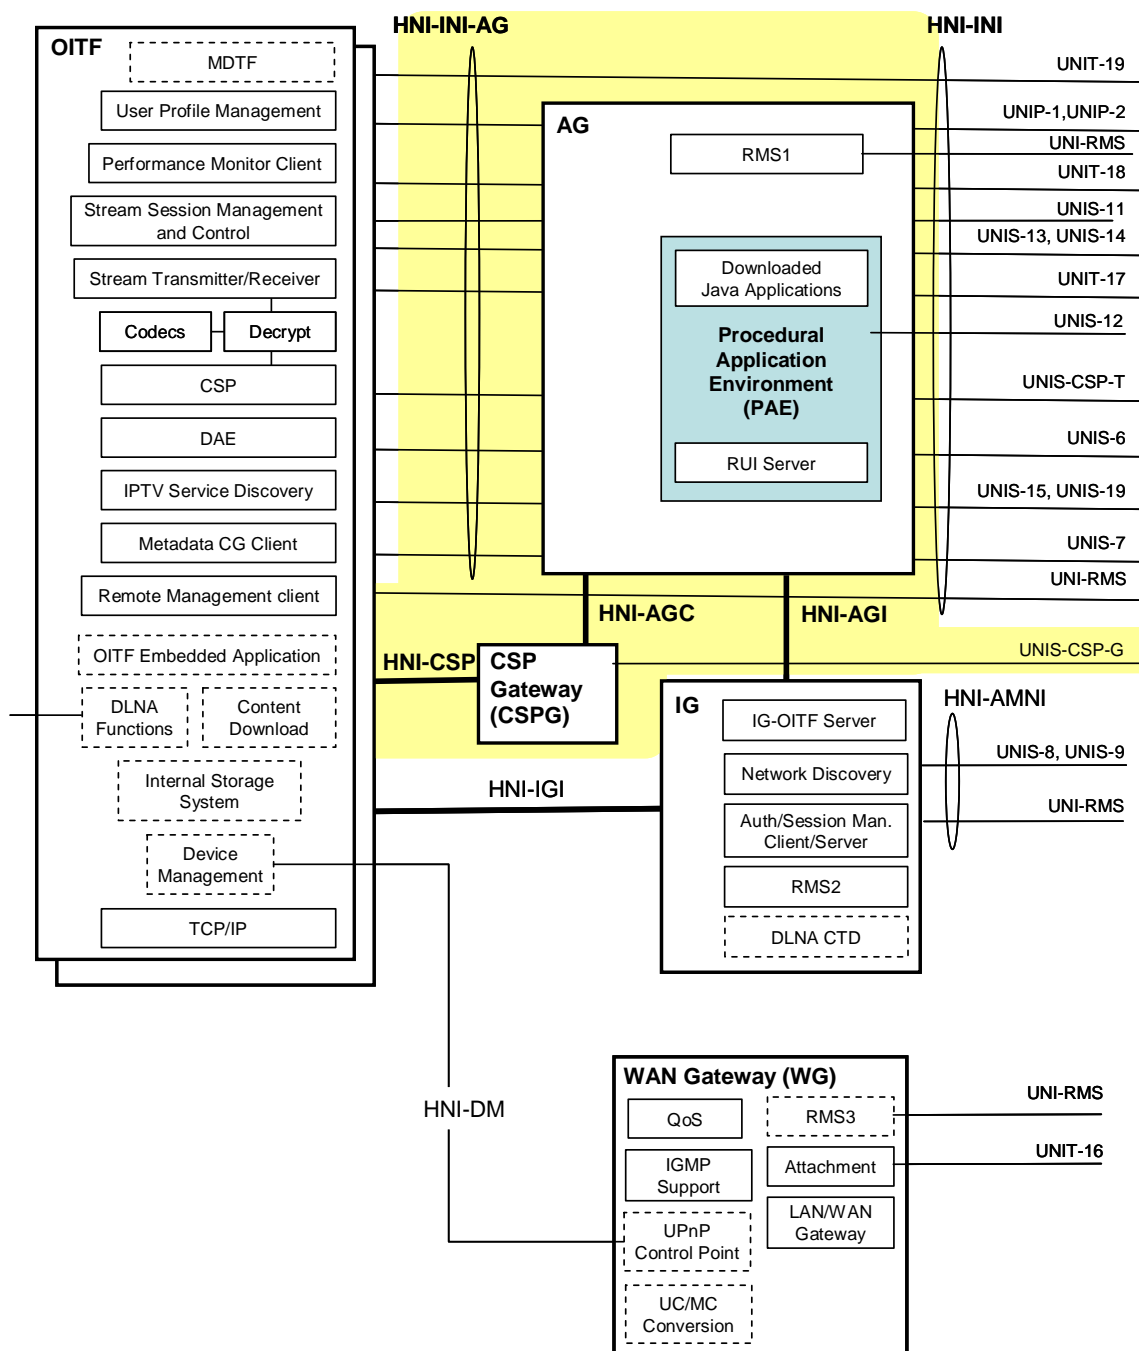 HNI-INI-AG
HNI-INI
OITF
MDTF
User Profile Management
Performance Monitor Client
Stream Session Management
and Control
Stream Transmitter/Receiver
Codecs
Decrypt
CSP
DAE
IPTV Service Discovery
Metadata CG Client
Remote Management client
OITF Embedded Application
DLNA
Functions
Content
Download
Internal Storage
System
Device
Management
TCP/IP
AG
RMS1
Downloaded
Java Applications
Procedural
Application
Environment
(PAE)
RUI Server
UNIT-19
UNIP-1,UNIP-2
UNI-RMS
UNIT-18
UNIS-11
UNIS-13, UNIS-14
UNIT-17
UNIS-12
UNIS-CSP-T
UNIS-6
UNIS-15, UNIS-19
UNIS-7
UNI-RMS
HNI-AGC
HNI-AGI
HNI-CSP
CSP
Gateway
(CSPG)
UNIS-CSP-G
IG
IG-OITF Server
Network Discovery
Auth/Session Man.
Client/Server
RMS2
DLNA CTD
HNI-AMNI
UNIS-8, UNIS-9
UNI-RMS
HNI-IGI
HNI-DM
WAN Gateway (WG)
QoS
IGMP
Support
UPnP
Control Point
UC/MC
Conversion
RMS3
Attachment
LAN/WAN
Gateway
UNI-RMS
UNIT-16